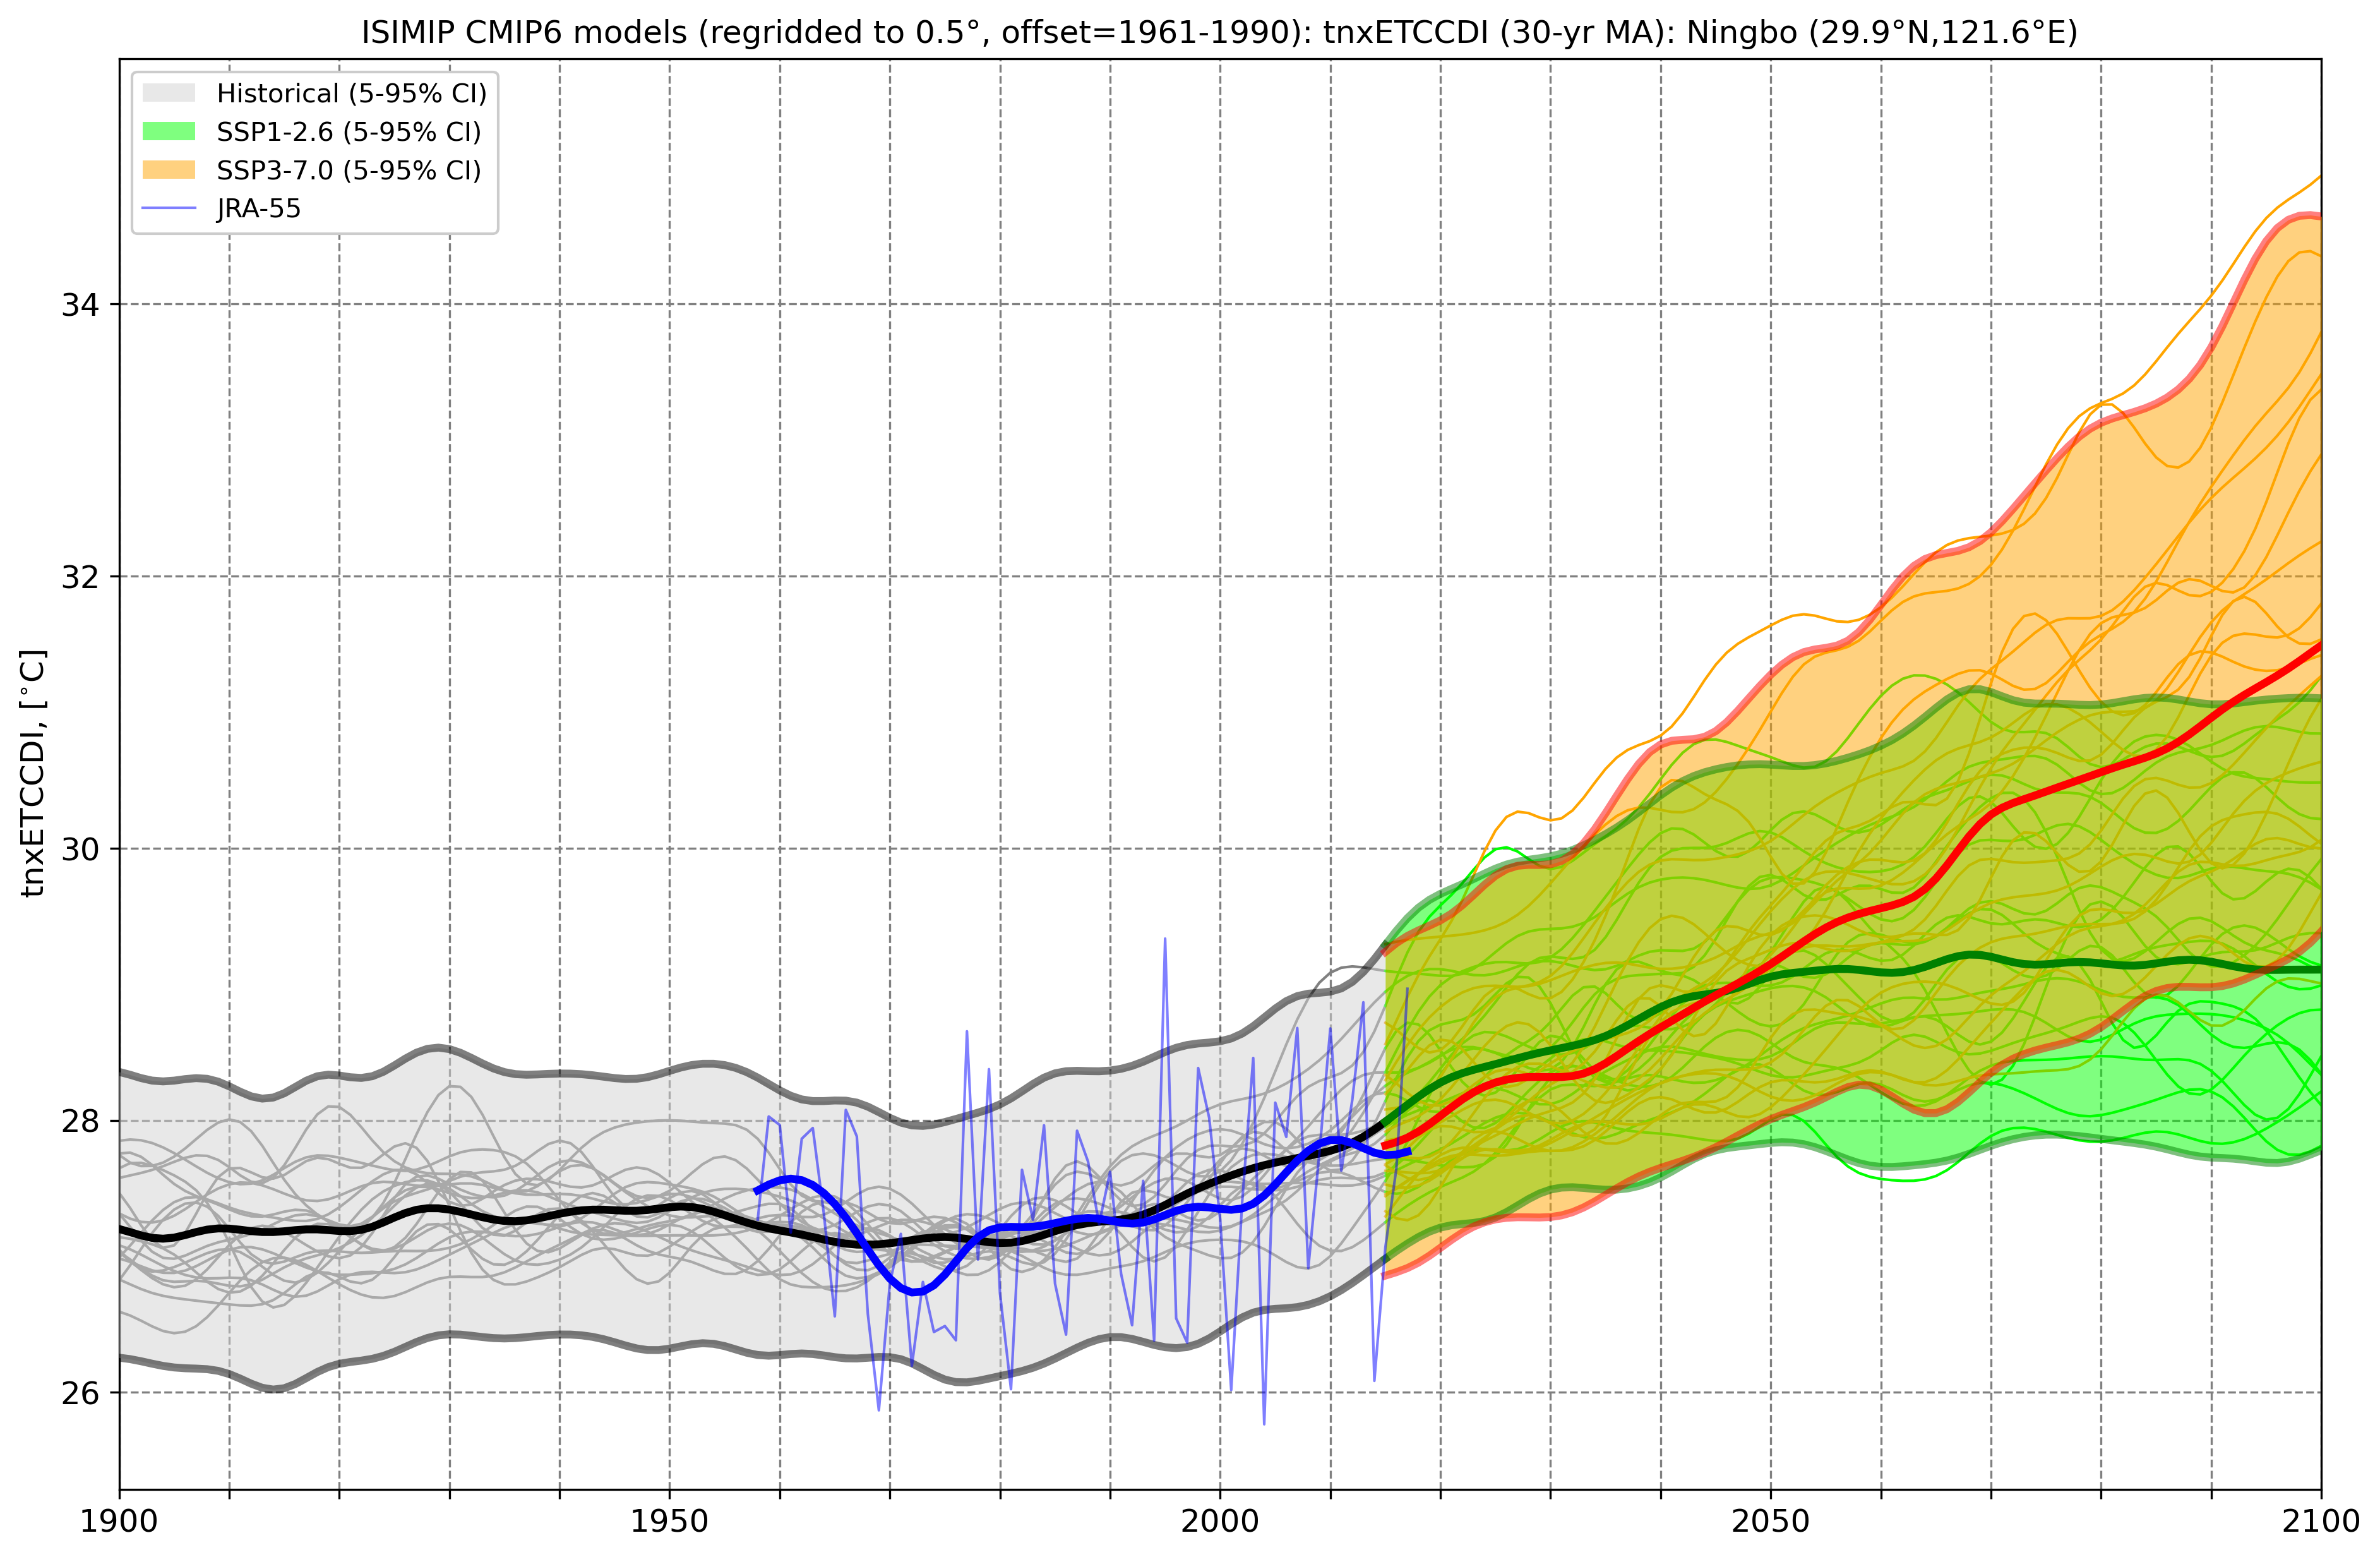 ISIMIP CMIP6 models (regridded to 0.5°, offset=1961-1990): tnxETCCDI (30-yr MA): Ningbo (29.9°N,121.6°E)
Historical (5-95% CI)
SSP1-2.6 (5-95% CI)
SSP3-7.0 (5-95% CI)
JRA-55
tnxETCCDI, [°C]
34
32
30
28
26
1900
1950
2000
2050
2100